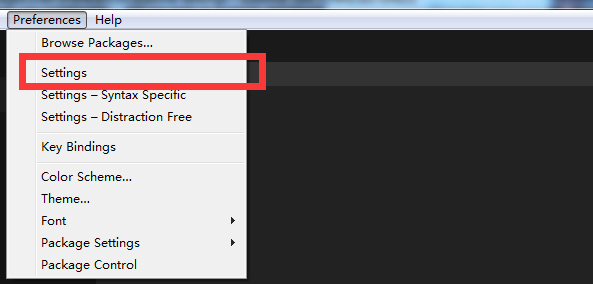 Preferences Help
Browse Packages...
Settings
Settings – Syntax Specific
Settings – Distraction Free
Key Bindings
Color Scheme...
Theme...
Font
Package Settings
Package Control